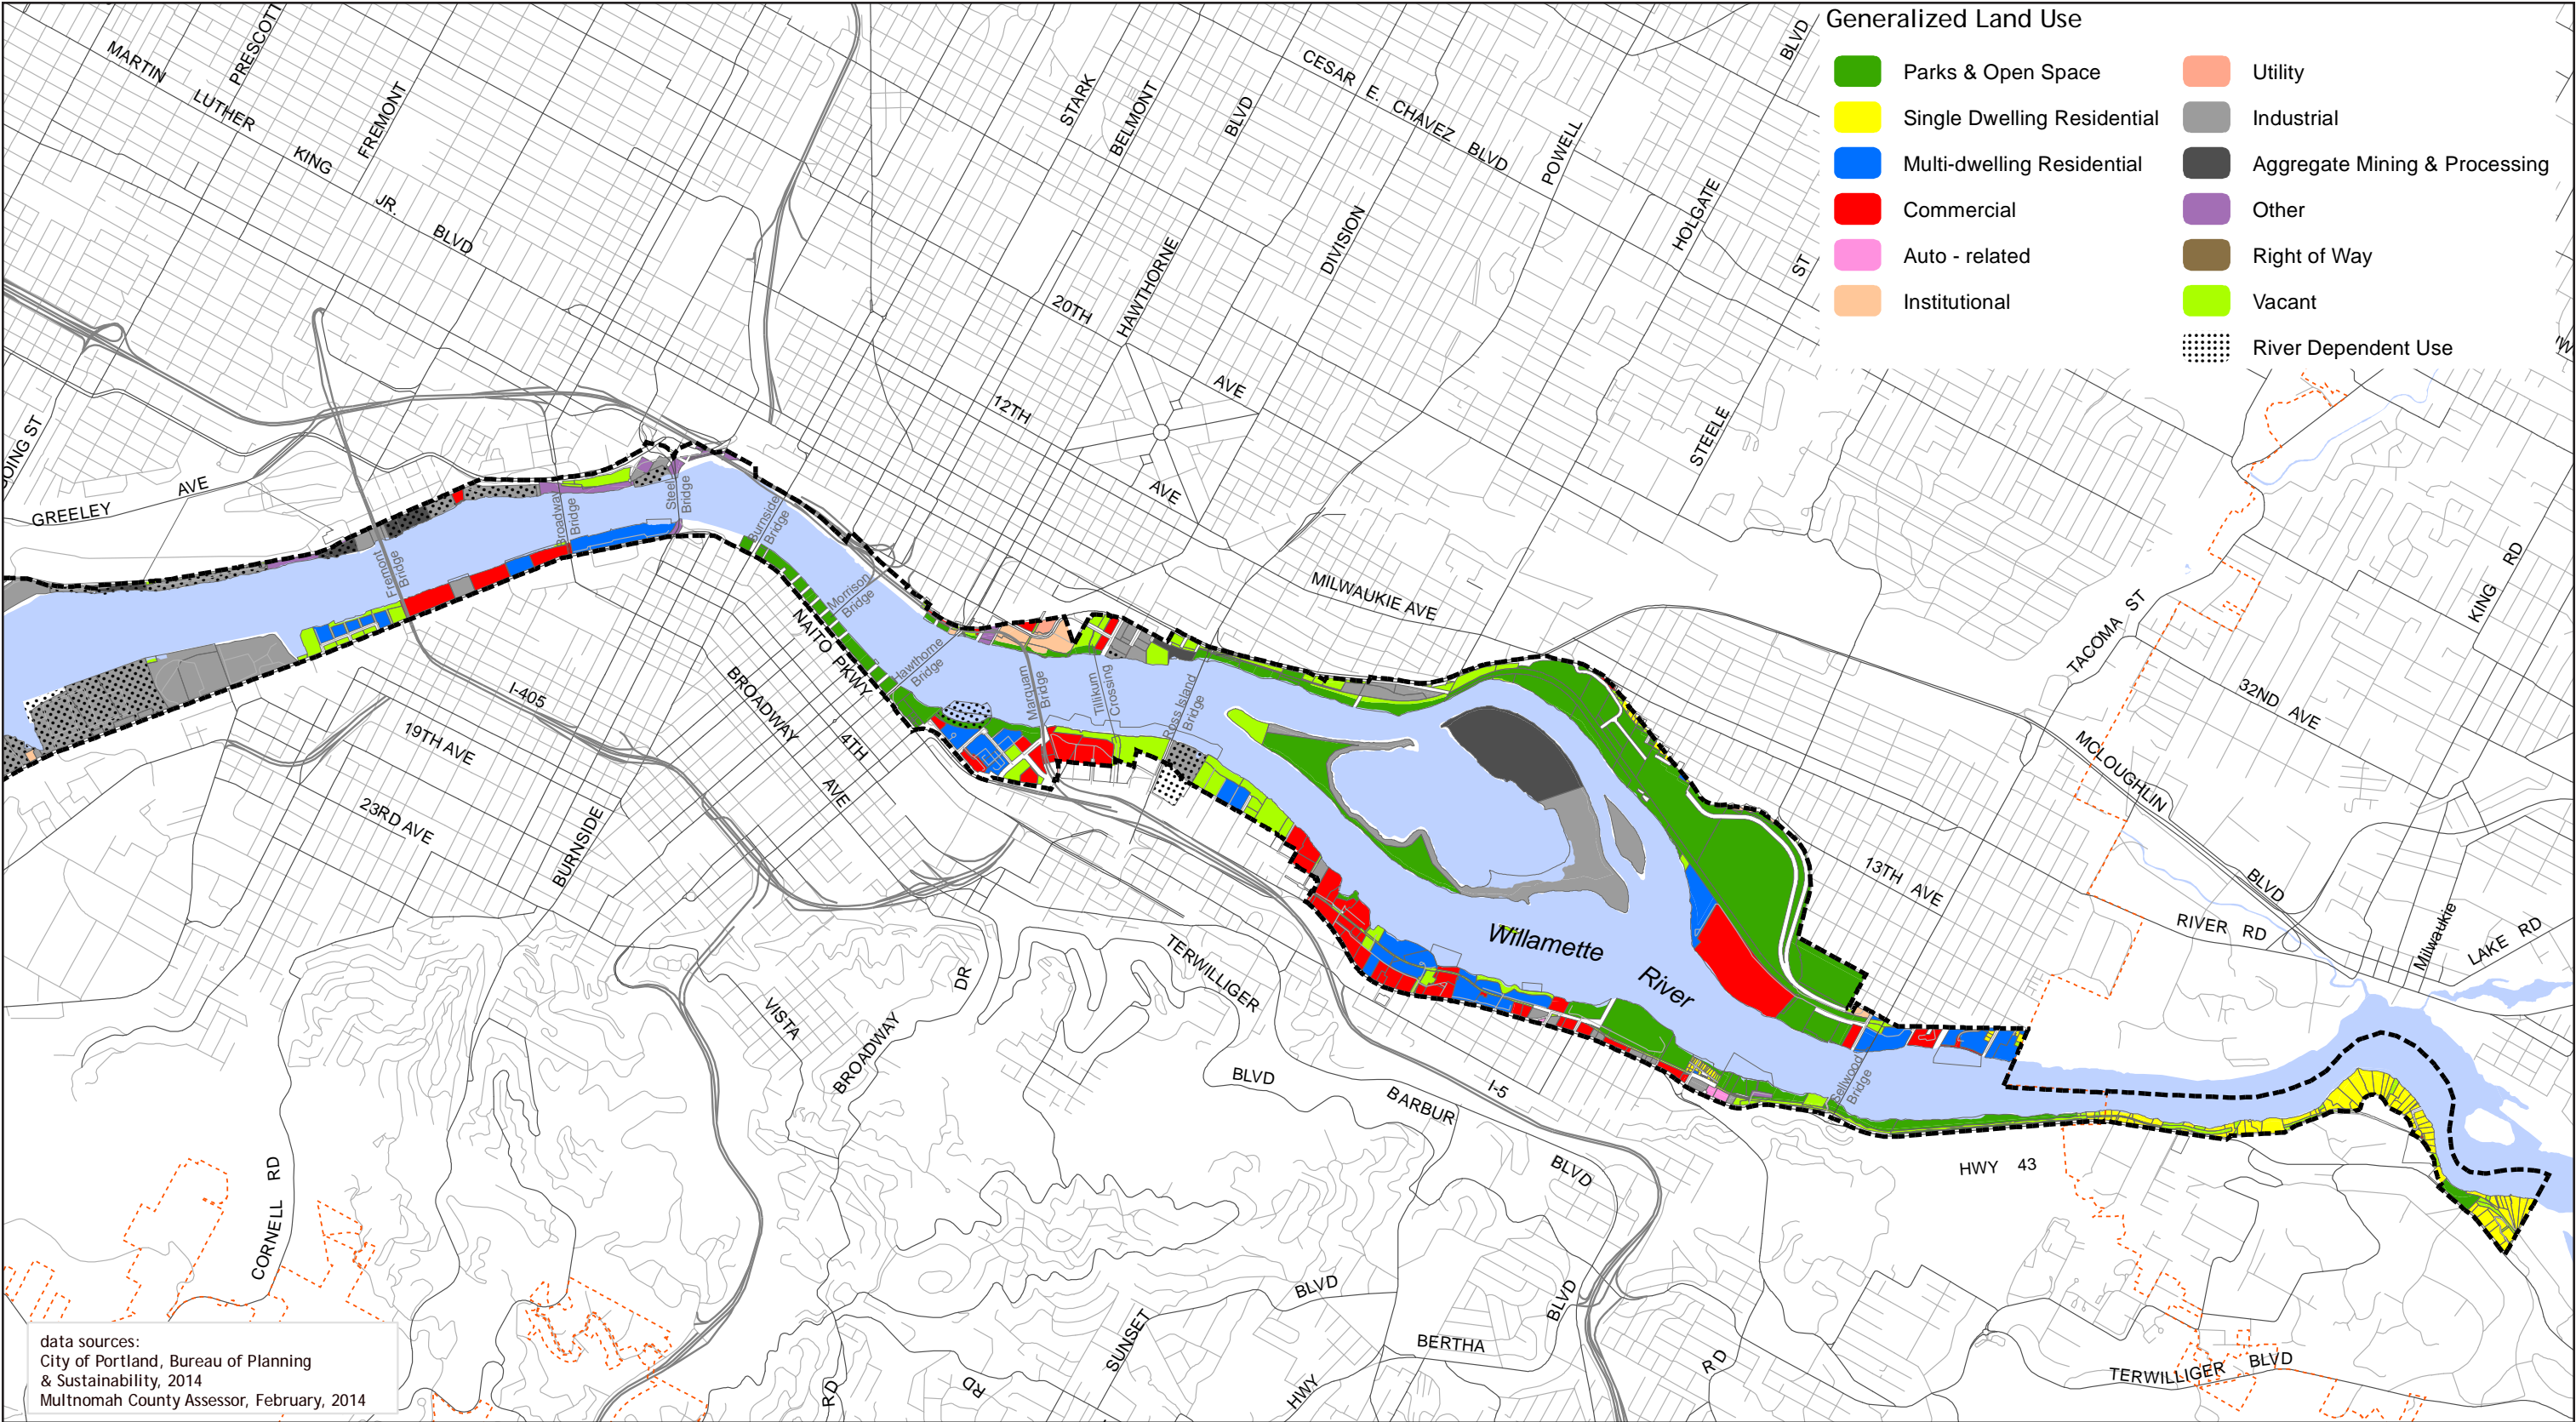 Generalized Land Use
Parks & Open Space
Single Dwelling Residential
Multi-dwelling Residential
Commercial
Auto - related
Institutional
Utility
Industrial
Aggregate Mining & Processing
Other
Right of Way
Vacant
River Dependent Use
MARTIN
LUTHER
KING
JR.
BLVD
PRESCOTT
FREMONT
STARK
BELMONT
BLVD
HAWTHORNE
CESAR
E.
CHAVEZ
BLVD
DIVISION
POWELL
BLVD
HOLGATE
STEELE
ST
20TH
AVE
12TH
AVE
GOING ST
GREELEY
AVE
Fremont
Bridge
Broadway
Bridge
Steel
Bridge
Burnside
Bridge
Morrison
Bridge
Hawthorne
Bridge
Marquam
Bridge
Tilikum
Crossing
Ross Island
Bridge
Sellwood
Bridge
NAITO PKWY
BROADWAY
4TH
AVE
I-405
19TH AVE
23RD AVE
BURNSIDE
MILWAUKIE AVE
TACOMA ST
KING
RD
32ND
AVE
MCLOUGHLIN
BLVD
13TH
AVE
RIVER
RD
Milwaukie
LAKE RD
Willamette
River
TERWILLIGER
BLVD
VISTA
DR
BROADWAY
BARBUR
BLVD
I-5
HWY 43
CORNELL
RD
RD
SUNSET
RD
HWY
BLVD
BERTHA
BLVD
RD
TERWILLIGER
BLVD
data sources:
City of Portland, Bureau of Planning
& Sustainability, 2014
Multnomah County Assessor, February, 2014